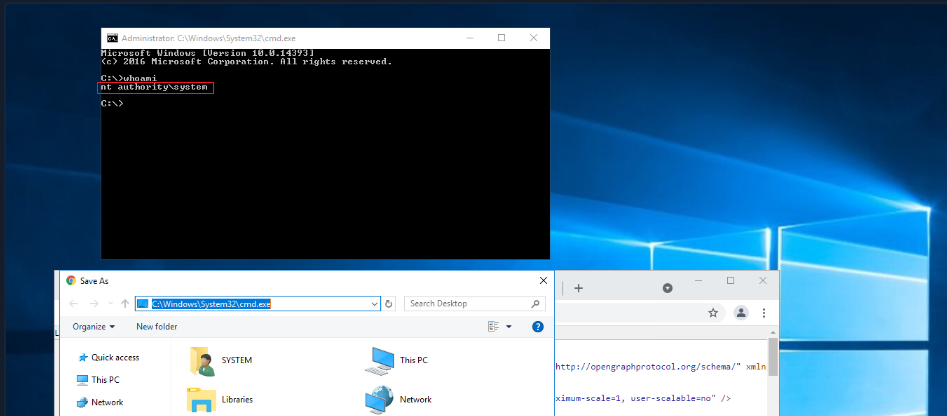 Administrator: C:\Windows\System32\cmd.exe
Microsoft Windows [Version 10.0.14393]
(c) 2016 Microsoft Corporation. All rights reserved.
C:\>whoami
nt authority\system
C:\>
Save As
C:\Windows\System32\cmd.exe
Search Desktop
Organize
New folder
Quick access
SYSTEM
This PC
This PC
Libraries
Network
Network
http://opengraphprotocol.org/schema/" xmln
ximum-scale=1, user-scalable=no" />